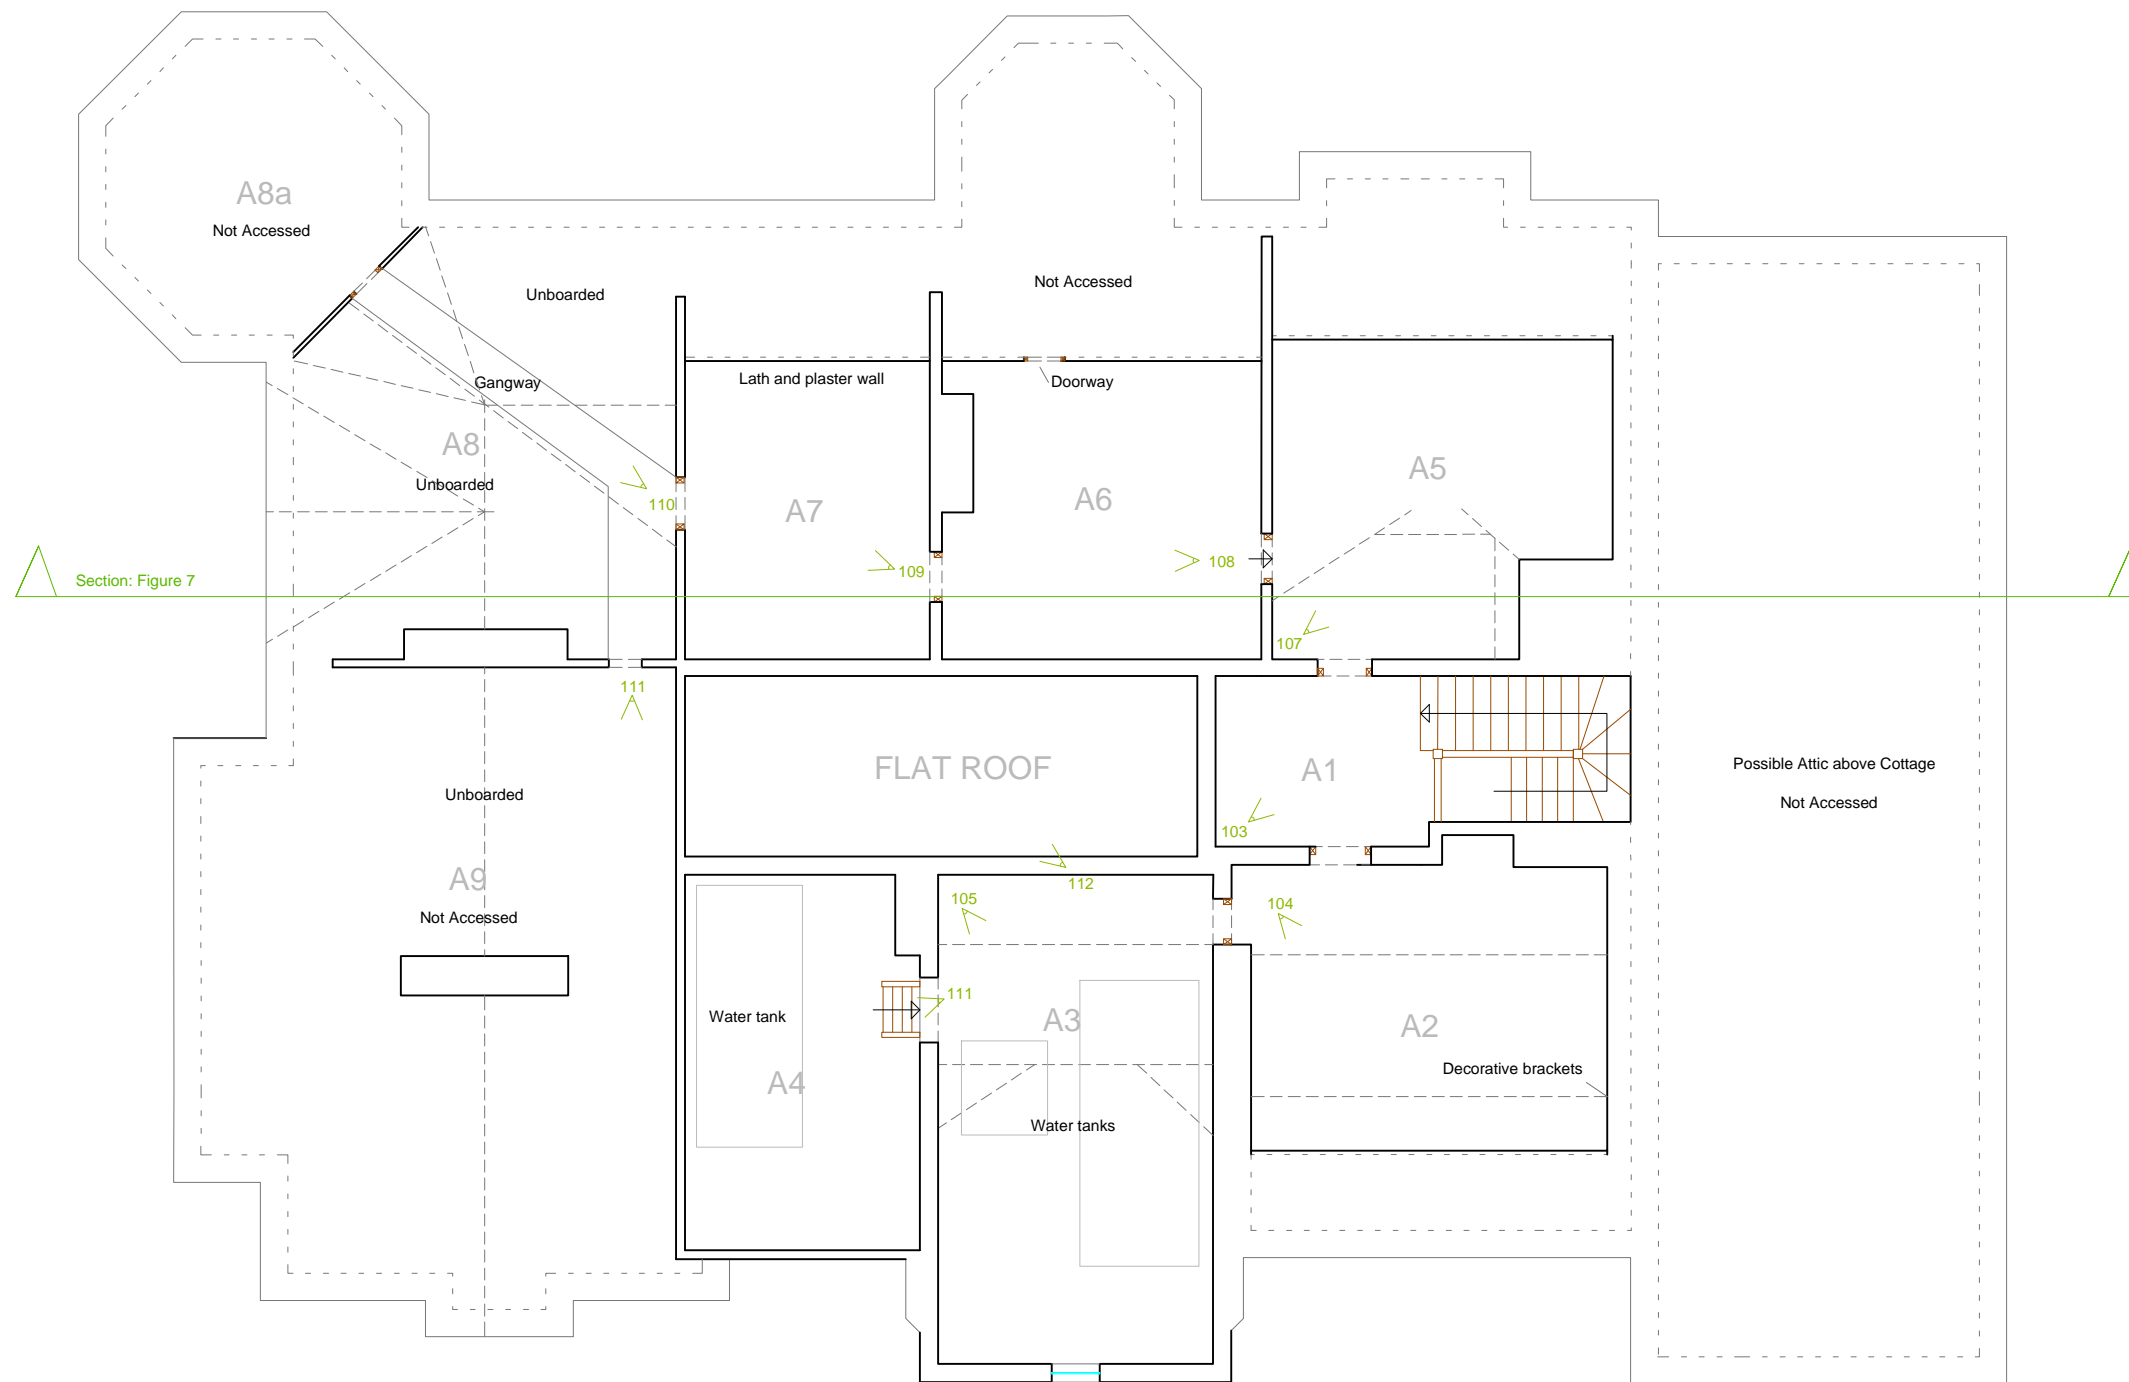 A8a
Not Accessed
Unboarded
Not Accessed
Lath and plaster wall
Doorway
Gangway
A8
Unboarded
A5
A6
A7
110
109
108
Section: Figure 7
107
111
FLAT ROOF
A1
Possible Attic above Cottage
Not Accessed
Unboarded
103
A9
112
105
104
Not Accessed
111
Water tank
A3
A2
Decorative brackets
A4
Water tanks